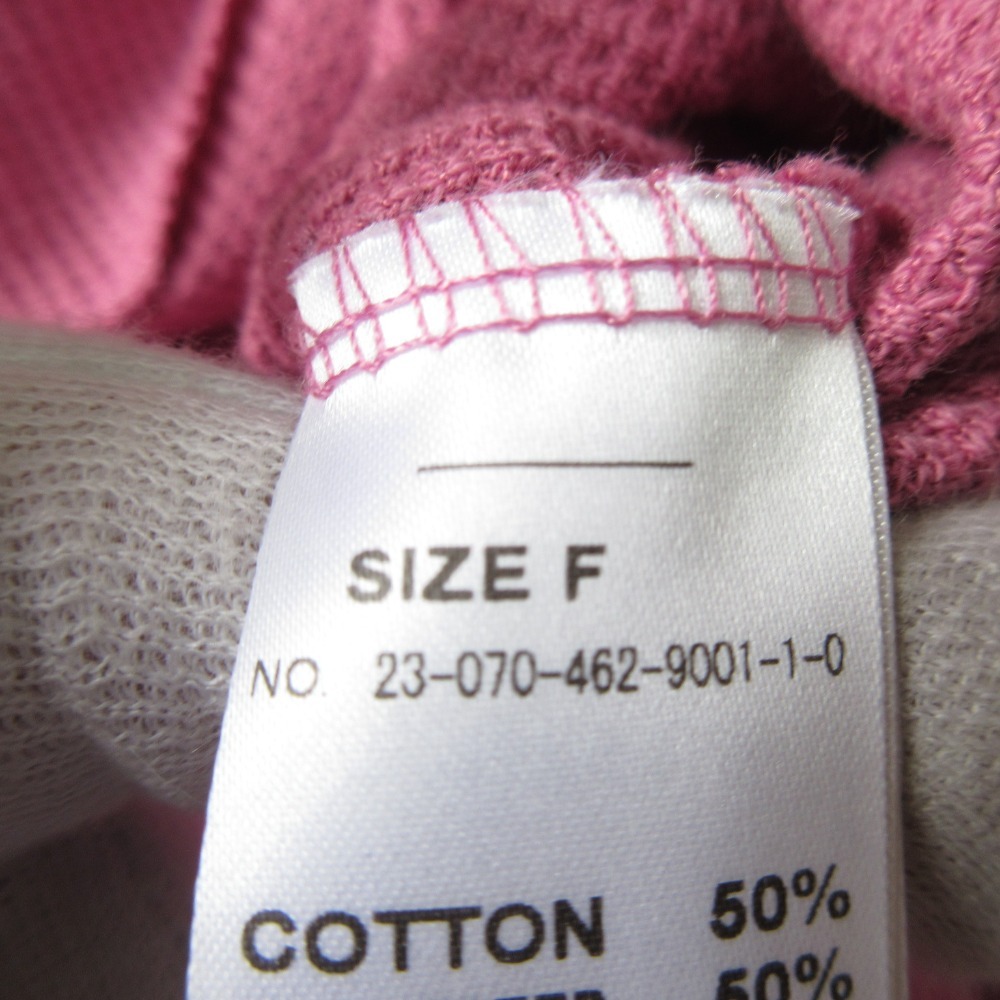 SIZE F
NO. 23-070-462-9001-1-0
COTTON 50%
50%